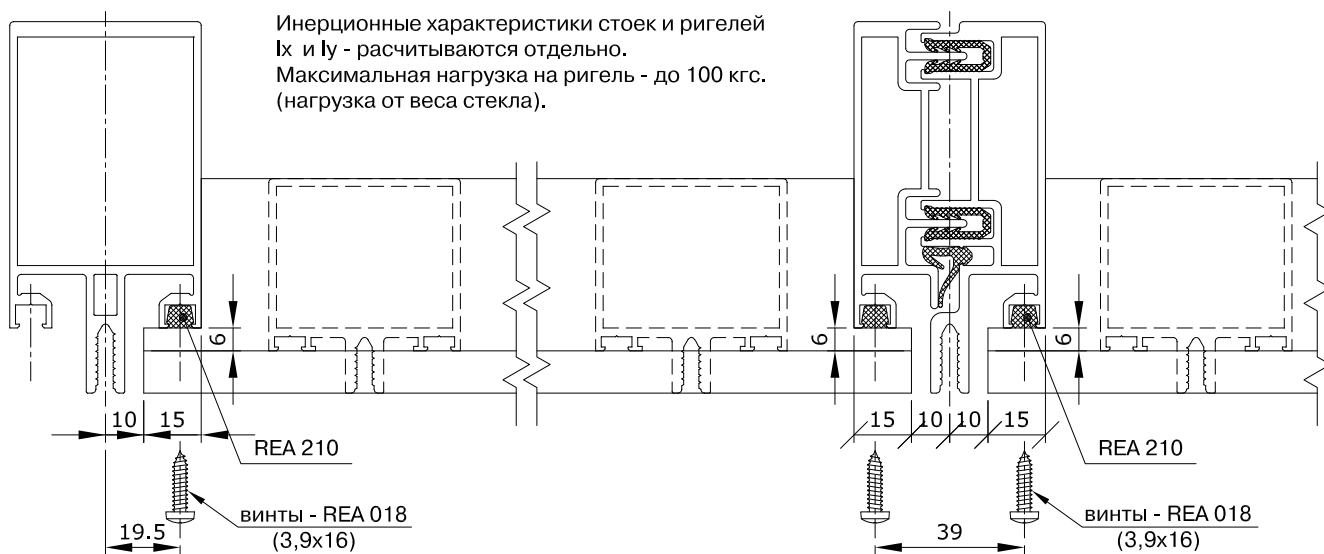 Инерционные характеристики стоек и ригелей
Ix и Iy - расчитываются отдельно.
Максимальная нагрузка на ригель - до 100 кгс.
(нагрузка от веса стекла).
6
6
6
10 15
15 10 10 15
REA 210
REA 210
винты - REA 018
(3,9x16)
винты - REA 018
(3,9x16)
19.5
39